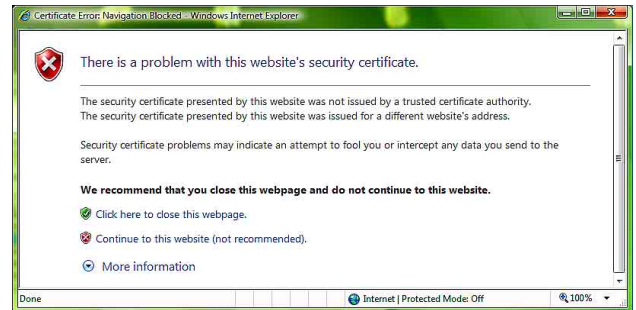 Certificate Error: Navigation Blocked - Windows Internet Explorer
There is a problem with this website's security certificate.
The security certificate presented by this website was not issued by a trusted certificate authority.
The security certificate presented by this website was issued for a different website's address.
Security certificate problems may indicate an attempt to fool you or intercept any data you send to the
server.
We recommend that you close this webpage and do not continue to this website.
Click here to close this webpage.
Continue to this website (not recommended).
More information
Done
Internet | Protected Mode: Off
100%